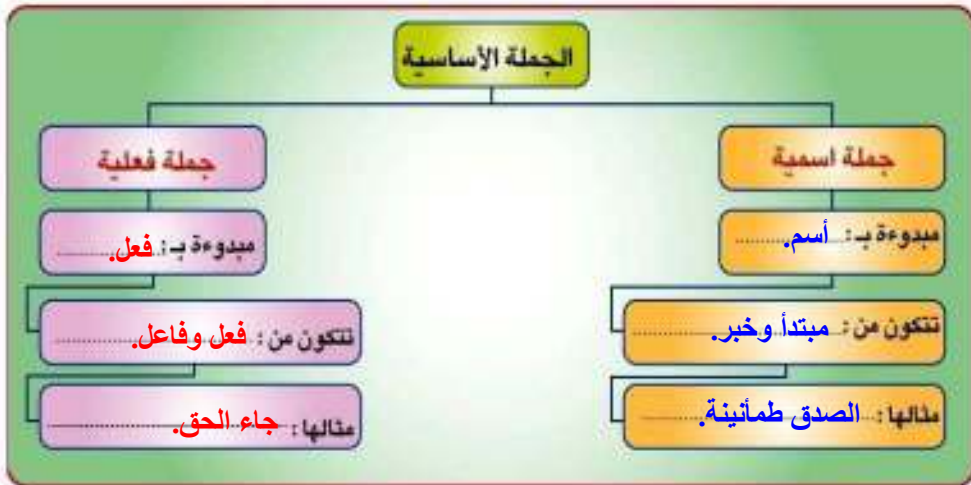 الجملة الأساسية
جملة اسمية
جملة فعلية
مبدوءة بـ: أسم.
مبدوءة بـ: فعل.
تتكون من: مبتدأ وخبر.
تتكون من: فعل وفاعل.
مثالها: الصدق طمأنينة.
مثالها: جاء الحق.